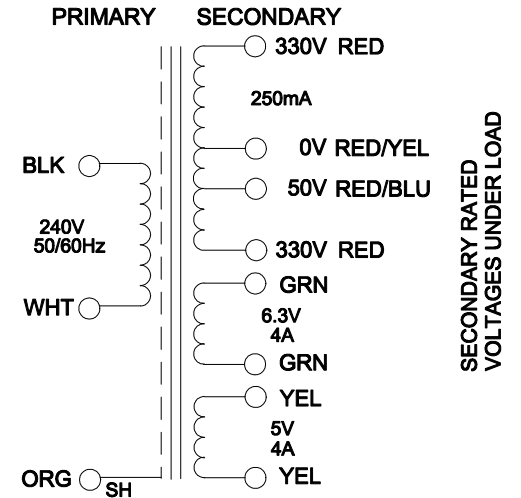 PRIMARY SECONDARY
330V RED
250mA
0V RED/YEL
BLK
50V RED/BLU
240V
50/60Hz
330V RED
GRN
WHT
6.3V
4A
GRN
YEL
5V
4A
ORG
SH
YEL
SECONDARY RATED
VOLTAGES UNDER LOAD